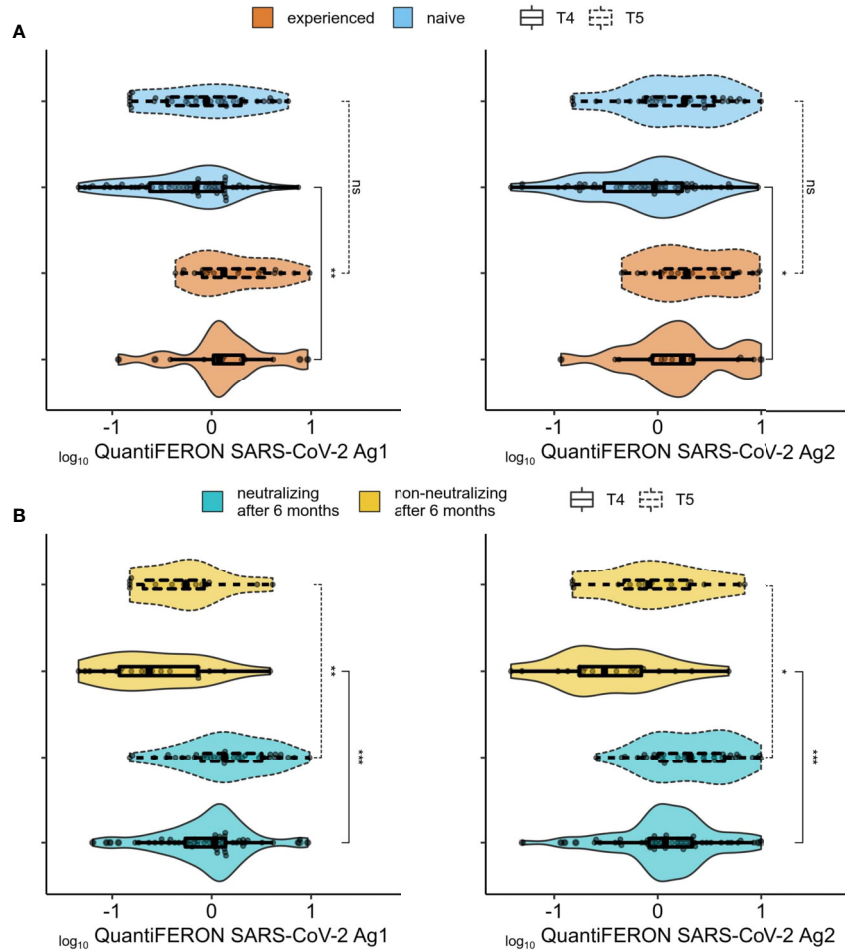 experienced naive T4 T5
A
ns
**
ns
*
-1 0 1
-1 0 1
log10 QuantiFERON SARS-CoV-2 Ag1
log10 QuantiFERON SARS-CoV-2 Ag2
neutralizing after 6 months
non-neutralizing after 6 months
T4 T5
B
**
***
*
***
-1 0 1
-1 0 1
log10 QuantiFERON SARS-CoV-2 Ag1
log10 QuantiFERON SARS-CoV-2 Ag2